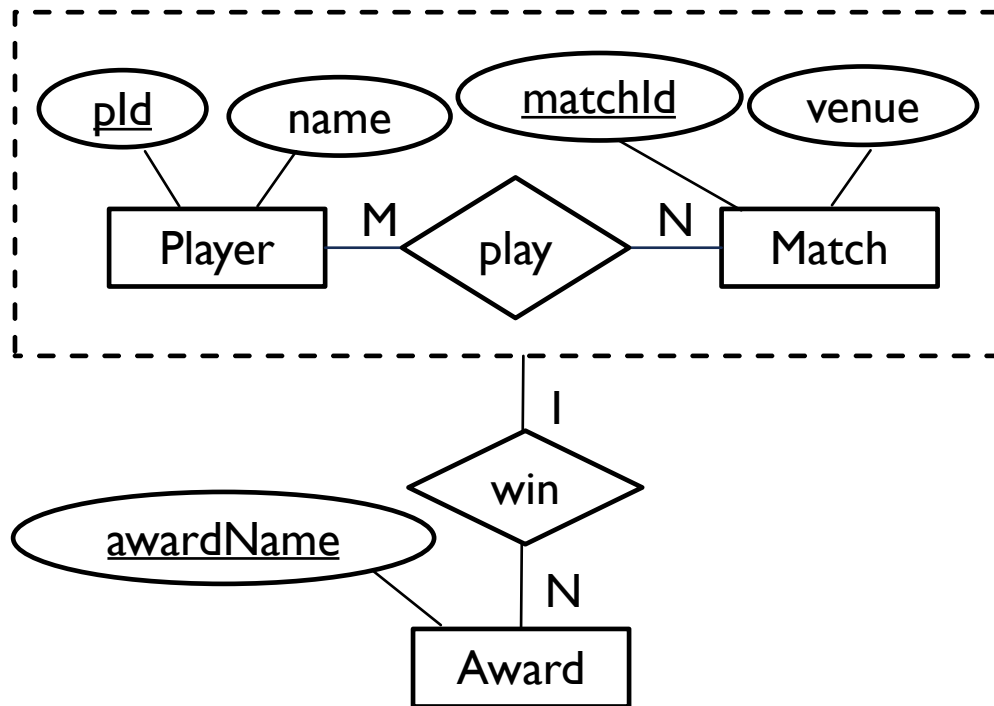 pId
name
matchId
venue
Player
M
play
N
Match
1
win
awardName
N
Award